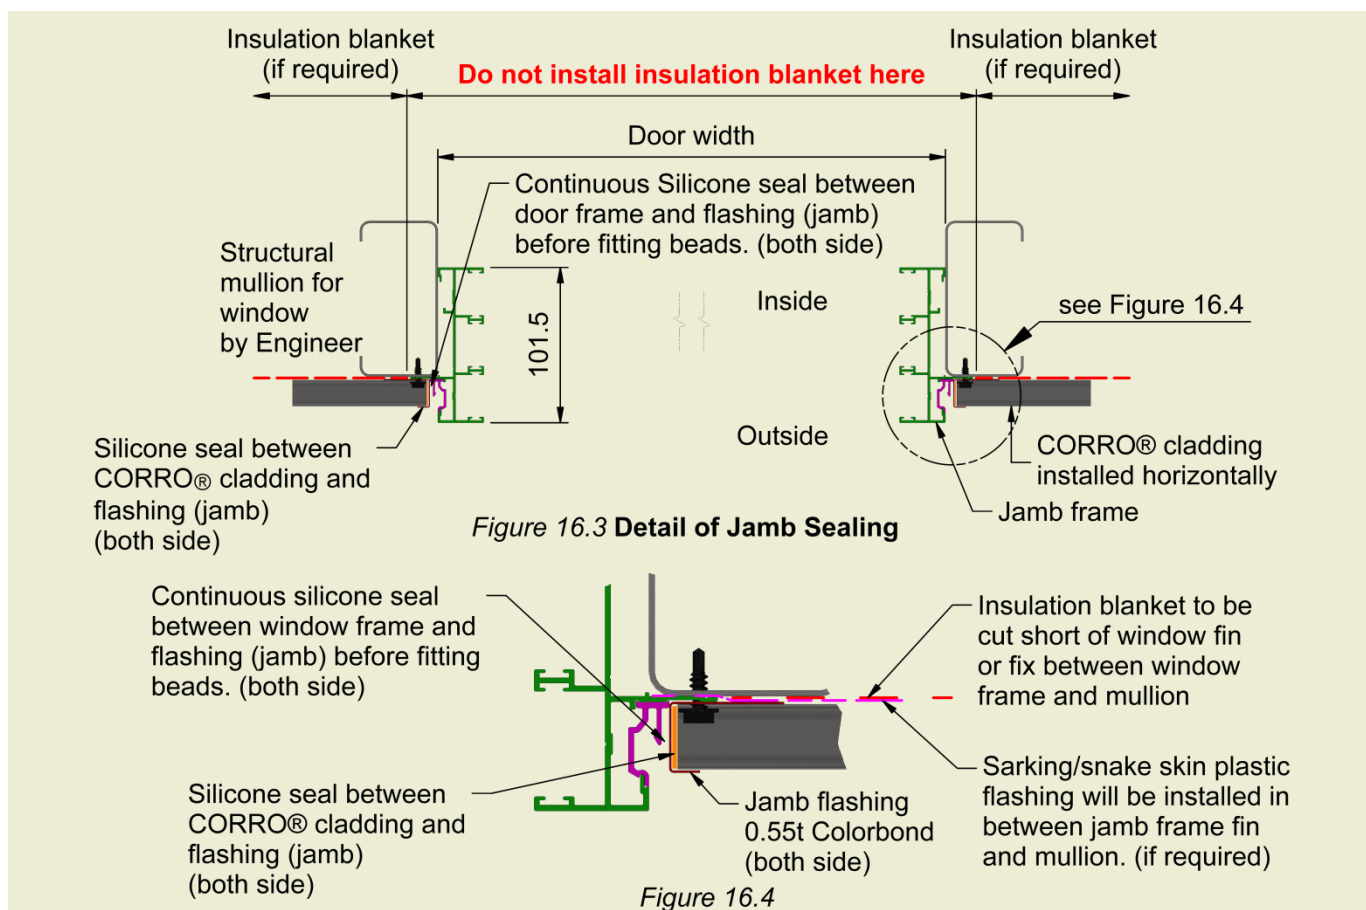 Insulation blanket
(if required)
Do not install insulation blanket here
Insulation blanket
(if required)
Door width
Continuous Silicone seal between
door frame and flashing (jamb)
before fitting beads. (both side)
Structural
mullion for
window
by Engineer
101.5
Inside
see Figure 16.4
Outside
Silicone seal between
CORRO® cladding and
flashing (jamb)
(both side)
CORRO® cladding
installed horizontally
Jamb frame
Figure 16.3 Detail of Jamb Sealing
Continuous silicone seal
between window frame and
flashing (jamb) before fitting
beads. (both side)
Insulation blanket to be
cut short of window fin
or fix between window
frame and mullion
Silicone seal between
CORRO® cladding and
flashing (jamb)
(both side)
Jamb flashing
0.55t Colorbond
(both side)
Sarking/snake skin plastic
flashing will be installed in
between jamb frame fin
and mullion. (if required)
Figure 16.4